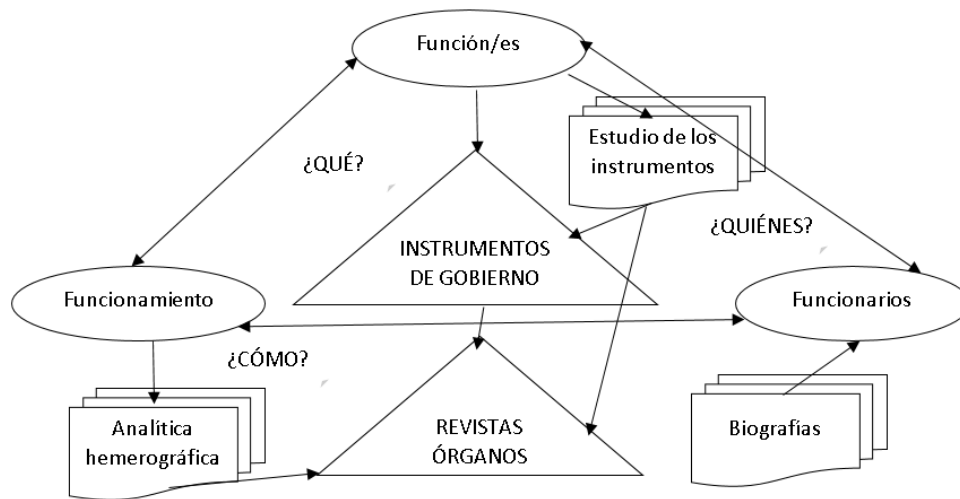 Función/es
Estudio de los
instrumentos
¿QUÉ?
¿QUIÉNES?
INSTRUMENTOS
DE GOBIERNO
Funcionamiento
Funcionarios
¿CÓMO?
Analítica
hemerográfica
REVISTAS
ÓRGANOS
Biografías